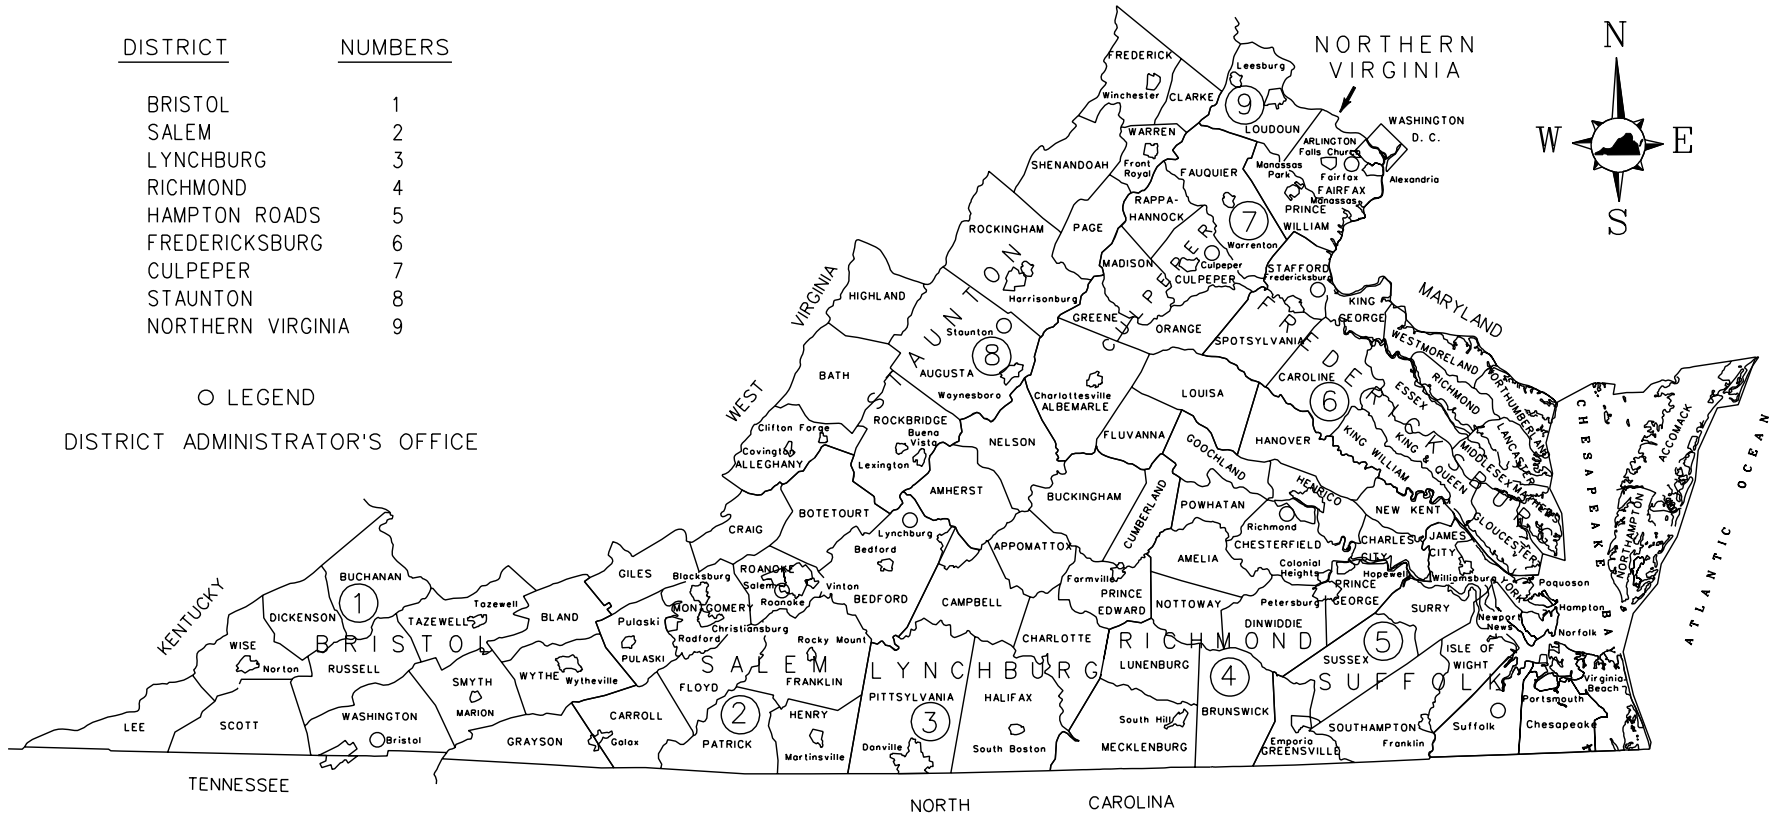 DISTRICT NUMBERS
BRISTOL 1
SALEM 2
LYNCHBURG 3
RICHMOND 4
HAMPTON ROADS 5
FREDERICKSBURG 6
CULPEPER 7
STAUNTON 8
NORTHERN VIRGINIA 9
LEGEND
DISTRICT ADMINISTRATOR'S OFFICE
NORTHERN
VIRGINIA
N
W E
S
WASHINGTON
D. C.
MARYLAND
WEST VIRGINIA
KENTUCKY
TENNESSEE
NORTH CAROLINA
CHESAPEAKE BAY
ATLANTIC OCEAN
FREDERICK
Winchester
CLARKE
Leesburg
9
LOUDOUN
WARREN
Front
Royal
SHENANDOAH
ARLINGTON
Falls Church
Fairfax
FAIRFAX
Alexandria
Manassas
Park
Manassas
PRINCE
WILLIAM
FAUQUIER
7
Warrenton
RAPPA-
HANNOCK
PAGE
ROCKINGHAM
Harrisonburg
MADISON
Culpeper
CULPEPER
CULPEPER
STAFFORD
Fredericksburg
KING
GEORGE
HIGHLAND
STAUNTON
Staunton
8
AUGUSTA
Waynesboro
GREENE
ORANGE
SPOTSYLVANIA
FREDERICKSBURG
CAROLINE
6
WESTMORELAND
RICHMOND
NORTHUMBERLAND
ESSEX
LANCASTER
BATH
Charlottesville
ALBEMARLE
LOUISA
HANOVER
KING
WILLIAM
KING &
QUEEN
MIDDLESEX
MATHEWS
GLOUCESTER
ACCOMACK
NORTHAMPTON
Clifton Forge
Covington
ALLEGHANY
ROCKBRIDGE
Buena
Vista
Lexington
NELSON
FLUVANNA
GOOCHLAND
HENRICO
AMHERST
BUCKINGHAM
CUMBERLAND
POWHATAN
Richmond
NEW KENT
CHESTERFIELD
CHARLES
CITY
JAMES
CITY
Williamsburg
YORK
Poquoson
Hampton
Newport
News
Norfolk
BOTETOURT
CRAIG
Lynchburg
Bedford
BEDFORD
APPOMATTOX
AMELIA
Colonial
Heights
Hopewell
PRINCE
GEORGE
Petersburg
SURRY
GILES
Blacksburg
ROANOKE
Salem
Roanoke
Vinton
CAMPBELL
Farmville
PRINCE
EDWARD
NOTTOWAY
DINWIDDIE
BUCHANAN
1
DICKENSON
Tazewell
TAZEWELL
BLAND
Pulaski
PULASKI
MONTGOMERY
Christiansburg
Radford
Rocky Mount
FRANKLIN
CHARLOTTE
RICHMOND
LUNENBURG
5
SUSSEX
SUFFOLK
ISLE OF
WIGHT
WISE
Norton
BRISTOL
RUSSELL
SMYTH
MARION
WYTHE
Wytheville
SALEM
FLOYD
LYNCHBURG
PITTSYLVANIA
HALIFAX
4
BRUNSWICK
Virginia
Beach
Portsmouth
LEE
SCOTT
WASHINGTON
Bristol
GRAYSON
CARROLL
Galax
2
PATRICK
HENRY
Martinsville
3
Danville
South Boston
South Hill
MECKLENBURG
Emporia
GREENSVILLE
SOUTHAMPTON
Franklin
Suffolk
Chesapeake